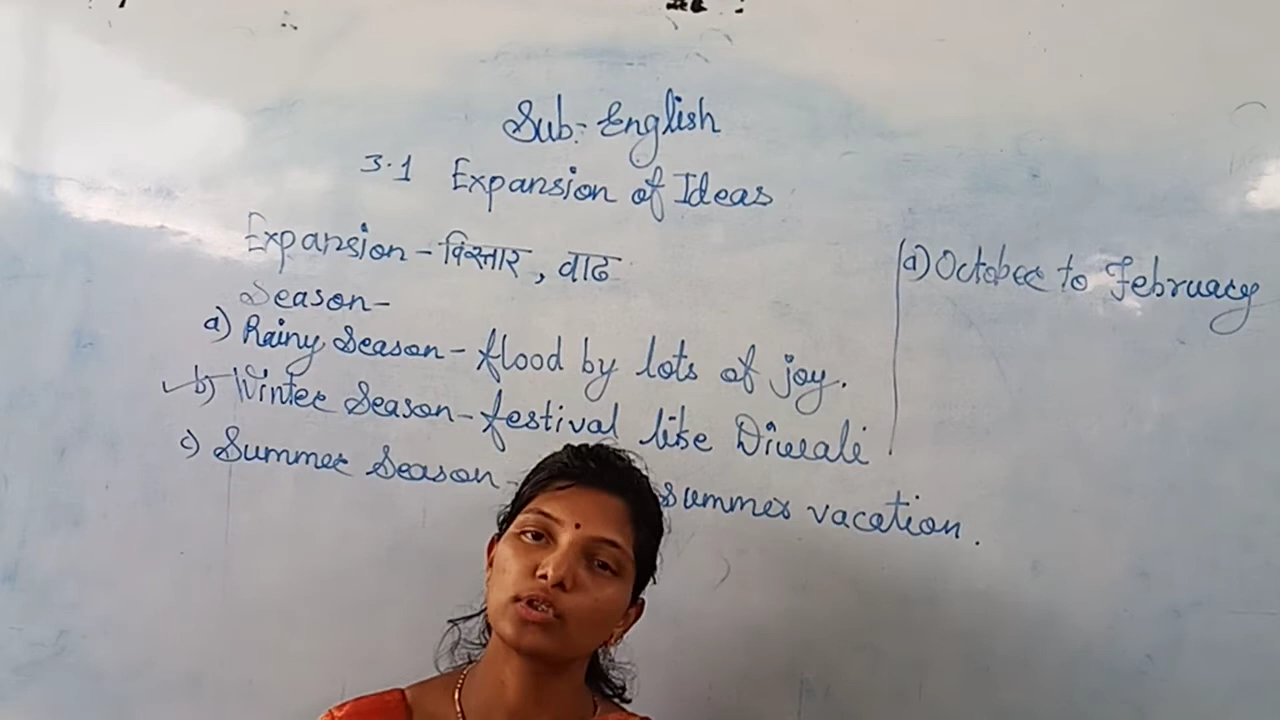 Sub:- English
3.1 Expansion of Ideas
Expansion - विस्तार, वाढ
Season-
a) Rainy Season - flood by lots of joy.
b) Winter Season - festival like Diwali
c) Summer Season - summer vacation.
a) October to February